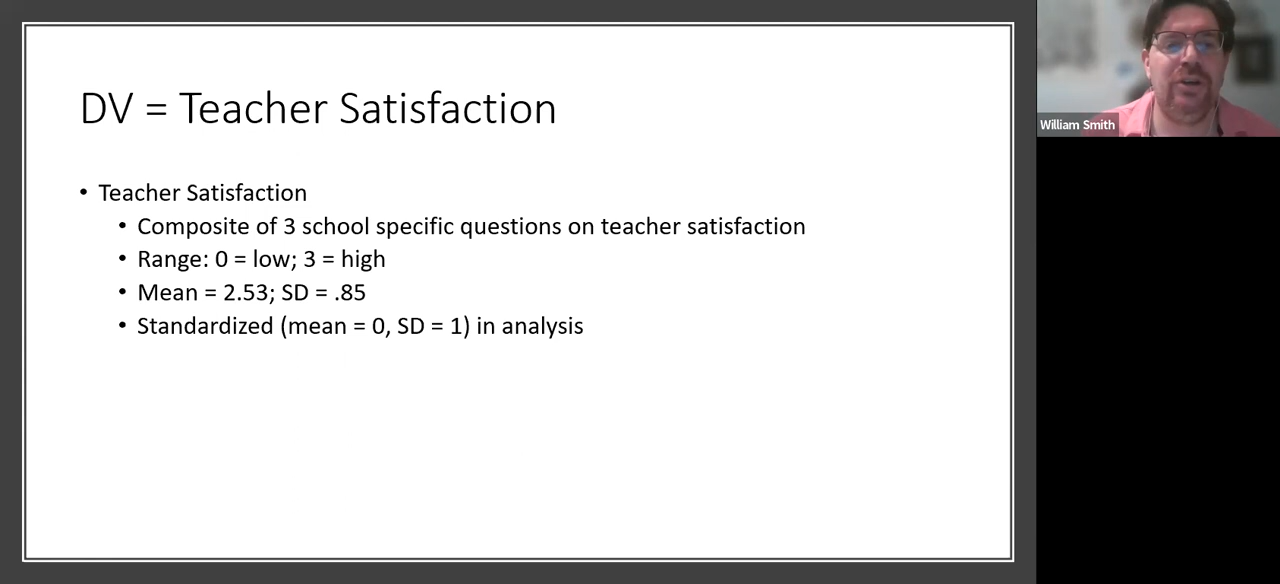 DV = Teacher Satisfaction
• Teacher Satisfaction
• Composite of 3 school specific questions on teacher satisfaction
• Range: 0 = low; 3 = high
• Mean = 2.53; SD = .85
• Standardized (mean = 0, SD = 1) in analysis
William Smith